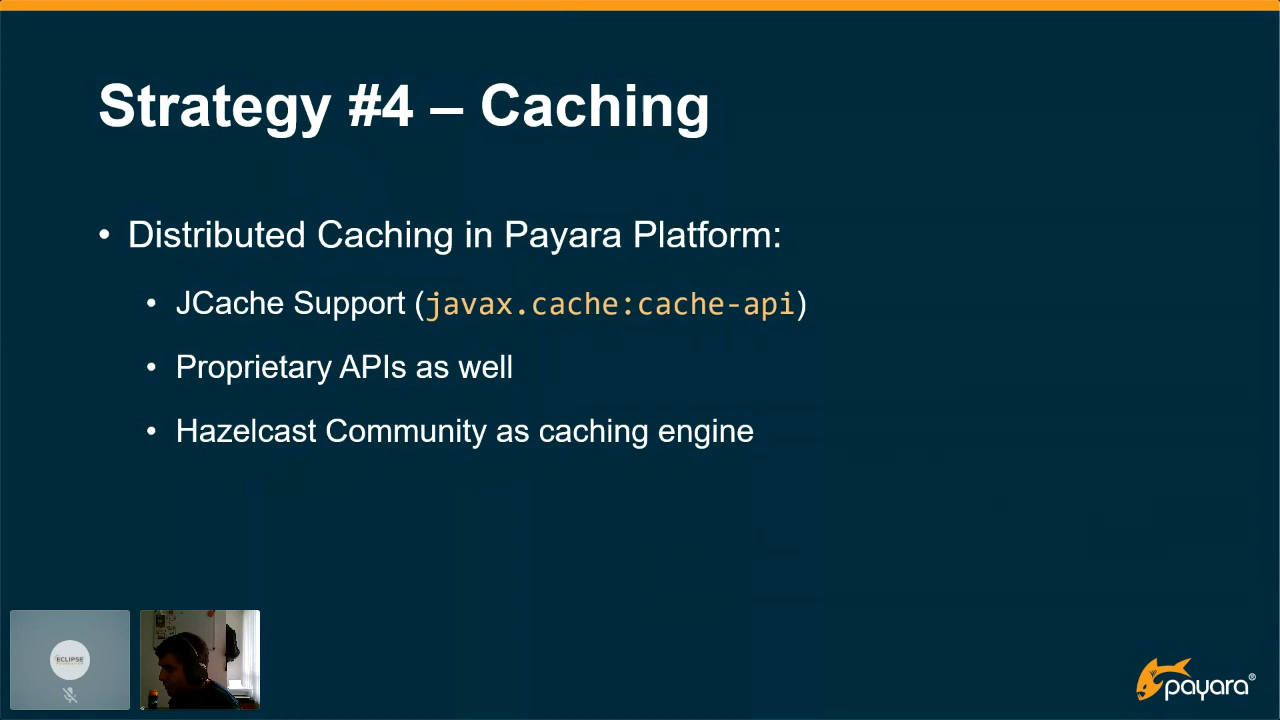 Strategy #4 – Caching
• Distributed Caching in Payara Platform:
• JCache Support (javax.cache:cache-api)
• Proprietary APIs as well
• Hazelcast Community as caching engine
ECLIPSE
payara®